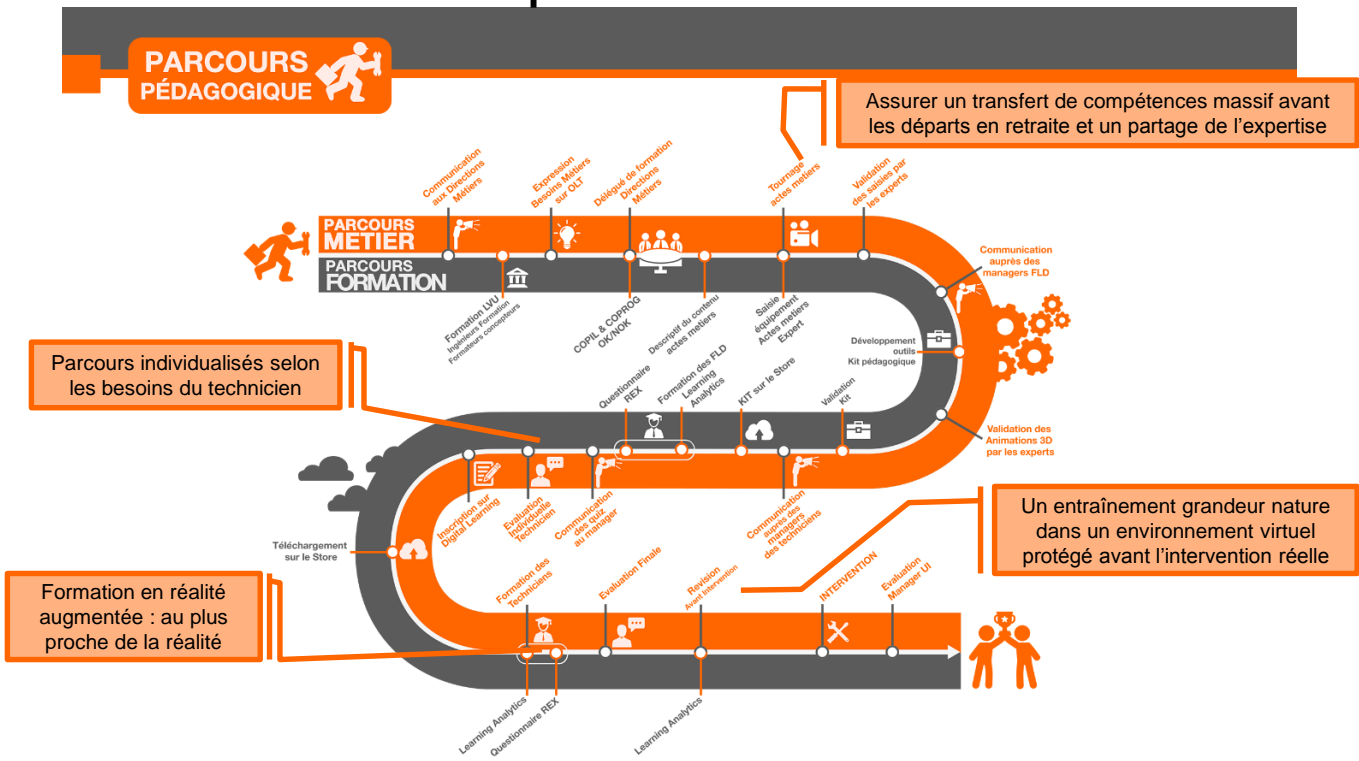 PARCOURS
PÉDAGOGIQUE
Assurer un transfert de compétences massif avant
les départs en retraite et un partage de l'expertise
Communication
aux Directions
Métiers
Expression
Besoins Métiers
sur OLT
Délégué de formation
Directions
Métiers
Tournage
actes metiers
Validation
des saisies par
les experts
PARCOURS
METIER
PARCOURS
FORMATION
Communication
auprès des
managers FLD
Formation LVU
Ingénieurs Formation
Formateurs concepteurs
COPIL & COPROG
OK/NOK
Descriptif du contenu
actes metiers
Saisie
équipement
Actes metiers
Expert
Développement
outils
Kit pédagogique
Parcours individualisés selon
les besoins du technicien
Questionnaire
REX
Formation des FLD
Learning
Analytics
KIT sur le Store
Validation
Kit
Validation des
Animations 3D
par les experts
Inscription sur
Digital Learning
Evaluation
Individuelle
Technicien
Communication
des quiz
au manager
Communication
auprès des
managers
des techniciens
Un entraînement grandeur nature
dans un environnement virtuel
protégé avant l'intervention réelle
Téléchargement
sur le Store
Formation en réalité
augmentée : au plus
proche de la réalité
Formation des
Techniciens
Evaluation Finale
Revision
Avant Intervention
INTERVENTION
Evaluation
Manager UI
Learning Analytics
Questionnaire REX
Learning Analytics